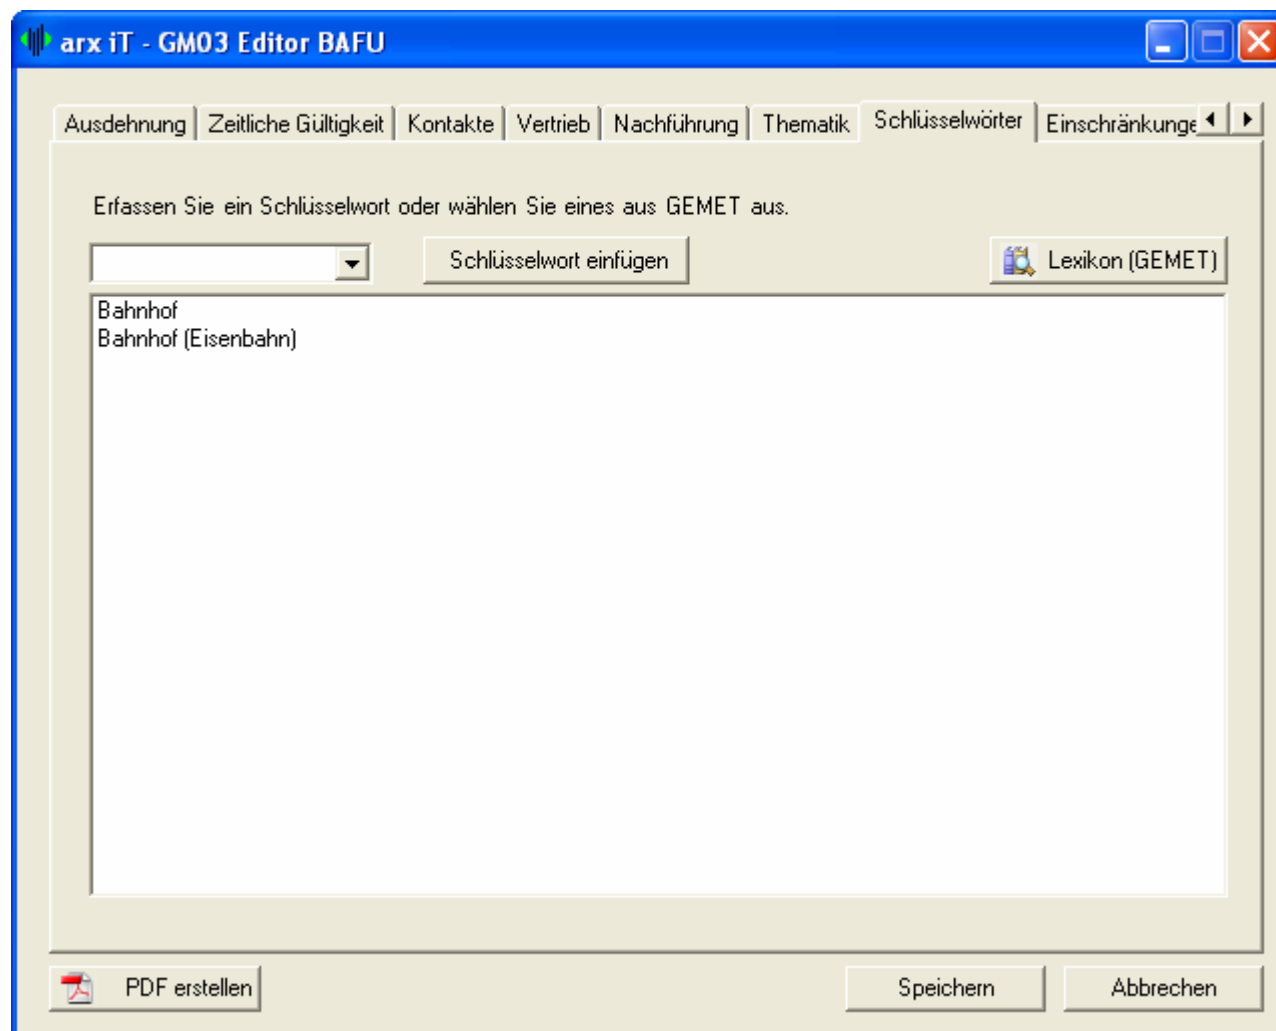 arx iT - GM03 Editor BAFU
Ausdehnung Zeitliche Gültigkeit Kontakte Vertrieb Nachführung Thematik Schlüsselwörter Einschränkunge
Erfassen Sie ein Schlüsselwort oder wählen Sie eines aus GEMET aus.
Schlüsselwort einfügen Lexikon (GEMET)
Bahnhof
Bahnhof (Eisenbahn)
PDF erstellen Speichern Abbrechen